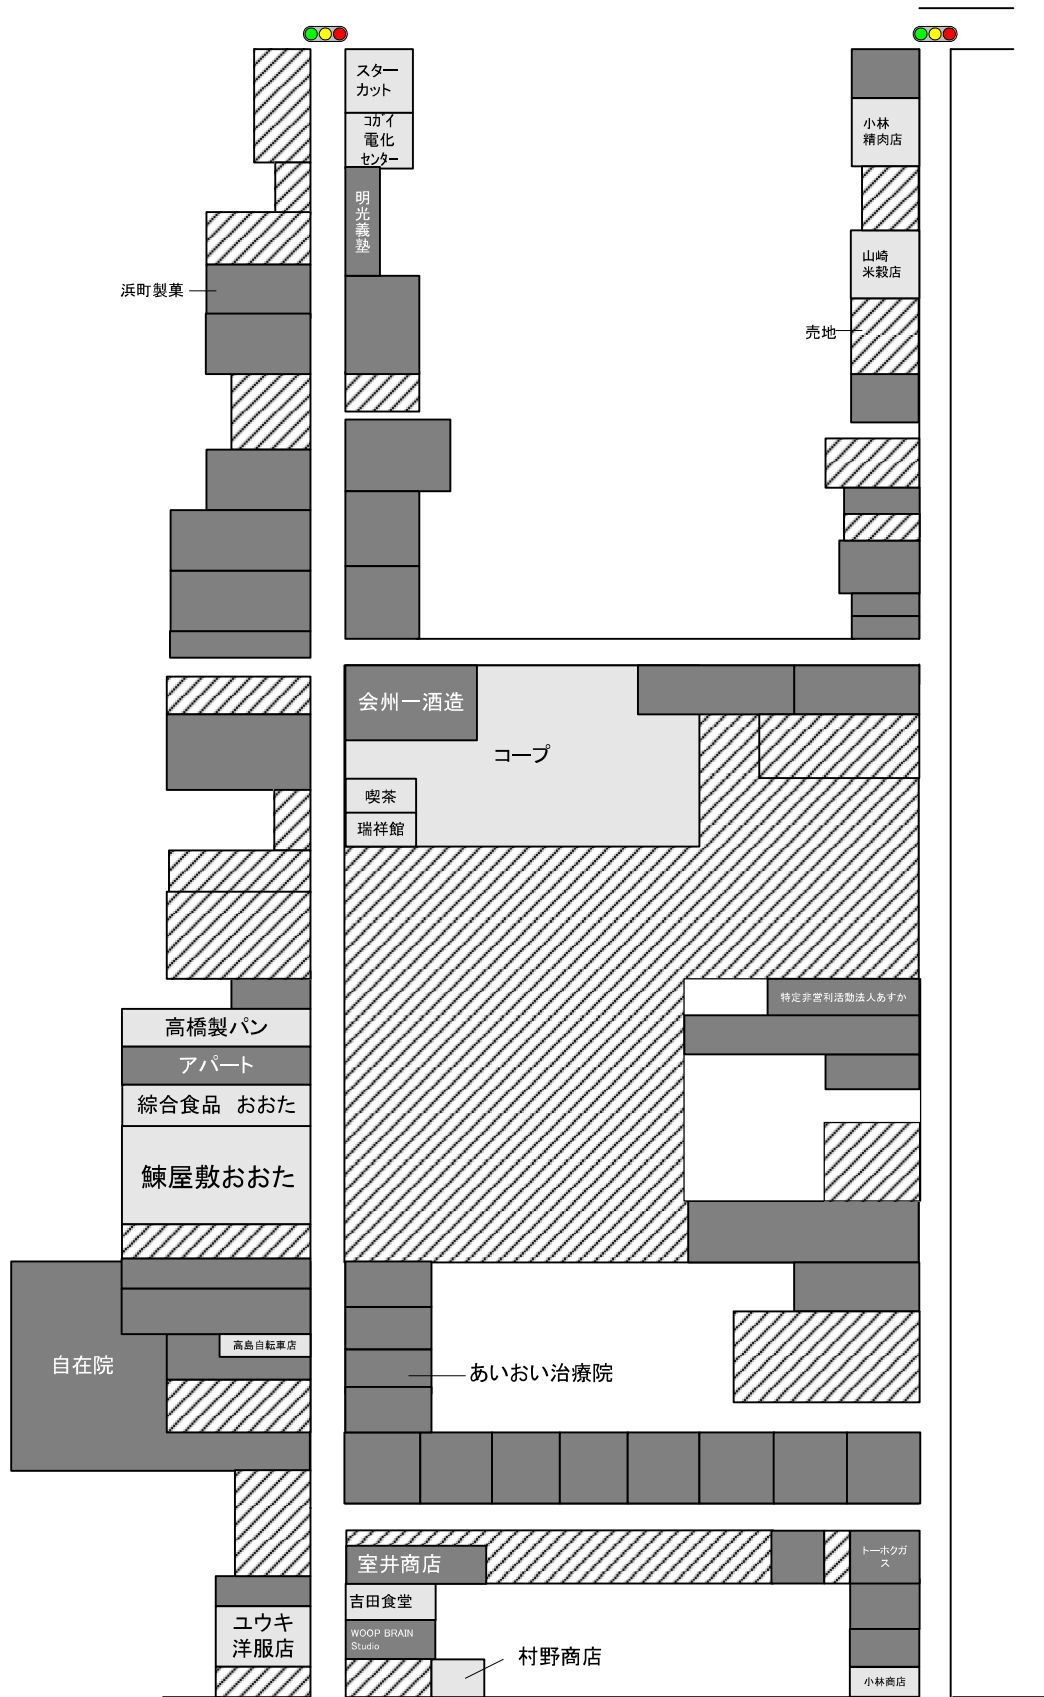 スター
カット
コガイ
電化
センター
明光義塾
小林
精肉店
山崎
米穀店
浜町製菓
売地
会州一酒造
コープ
喫茶
瑞祥館
特定非営利活動法人あすか
高橋製パン
アパート
綜合食品 おおた
鰊屋敷おおた
高島自転車店
自在院
あいおい治療院
室井商店
トーホクガ
ス
吉田食堂
ユウキ
洋服店
WOOP BRAIN
Studio
村野商店
小林商店